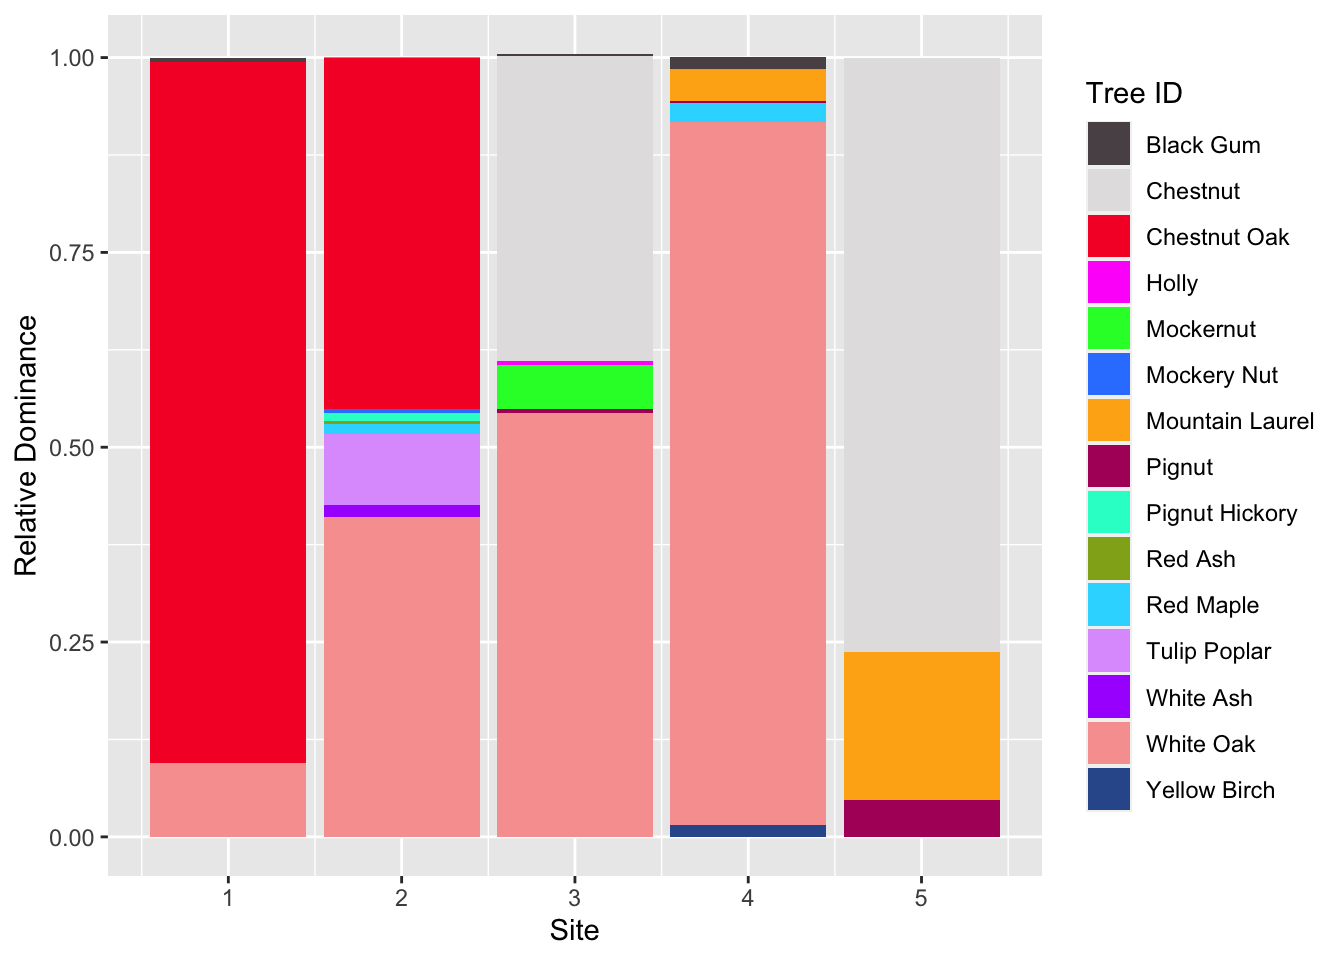 1.00
0.75
0.50
0.25
0.00
Relative Dominance
1 2 3 4 5
Site
Tree ID
Black Gum
Chestnut
Chestnut Oak
Holly
Mockernut
Mockery Nut
Mountain Laurel
Pignut
Pignut Hickory
Red Ash
Red Maple
Tulip Poplar
White Ash
White Oak
Yellow Birch